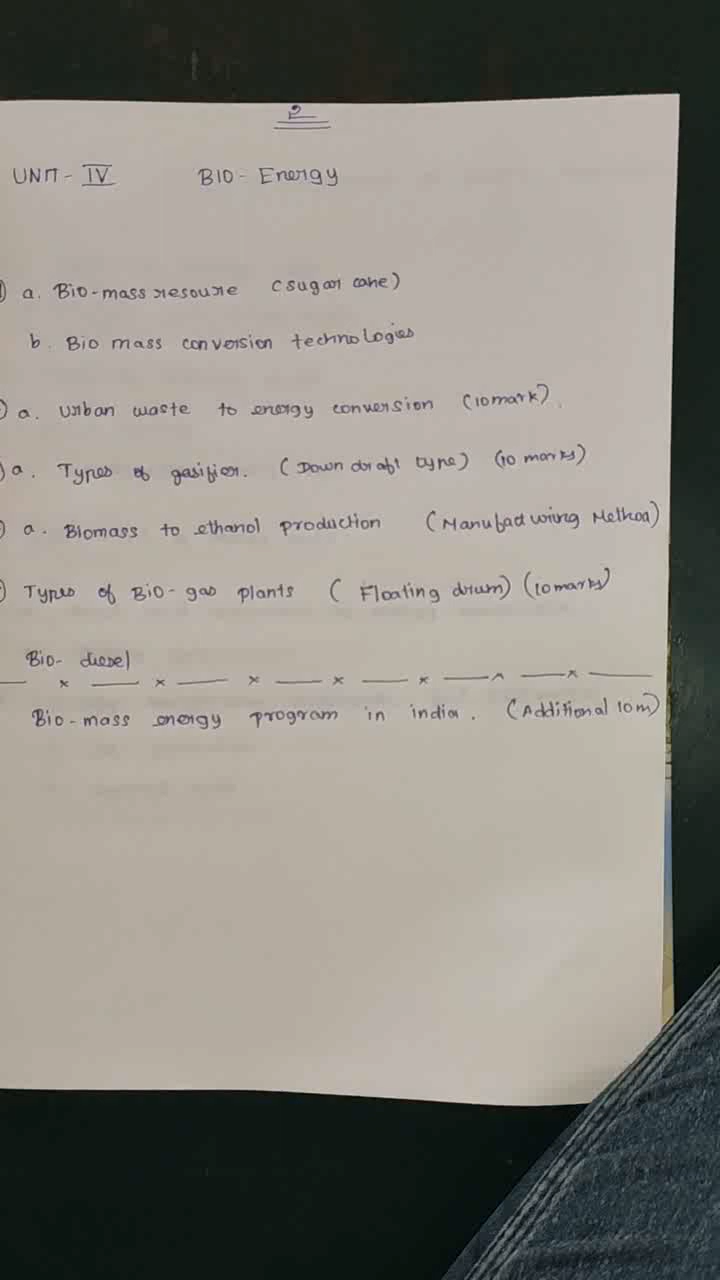 2
UNIT - IV BIO - Energy
a. Bio-mass resoure (sugar cane)
b. Bio mass conversion technologies
a. Urban waste to energy conversion (10mark).
a. Types of gasifier. (Down draft type) (10 marks)
a. Biomass to ethanol production (Manufacturing Method)
Types of Bio-gas plants (Floating drum) (10marks)
Bio-diesel
Bio-mass energy program in india. (Additional 10m)